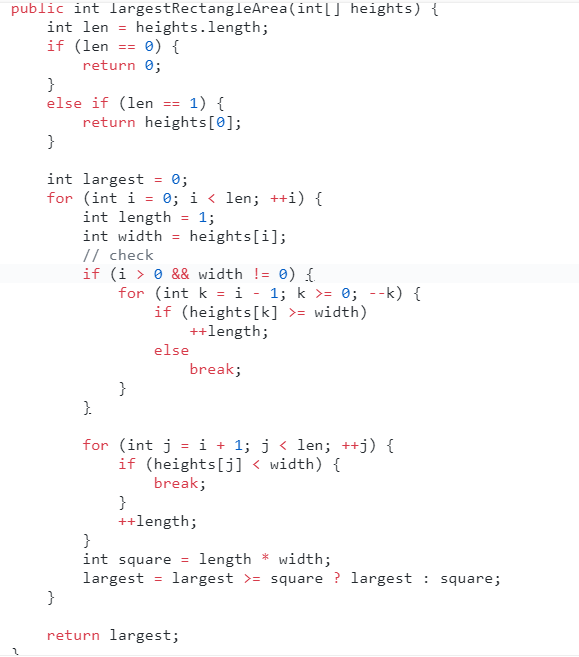 public int largestRectangleArea(int[] heights) {
    int len = heights.length;
    if (len == 0) {
        return 0;
    }
    else if (len == 1) {
        return heights[0];
    }

    int largest = 0;
    for (int i = 0; i < len; ++i) {
        int length = 1;
        int width = heights[i];
        // check
        if (i > 0 && width != 0) {
            for (int k = i - 1; k >= 0; --k) {
                if (heights[k] >= width)
                    ++length;
                else
                    break;
            }
        }

        for (int j = i + 1; j < len; ++j) {
            if (heights[j] < width) {
                break;
            }
            ++length;
        }
        int square = length * width;
        largest = largest >= square ? largest : square;
    }

    return largest;
}